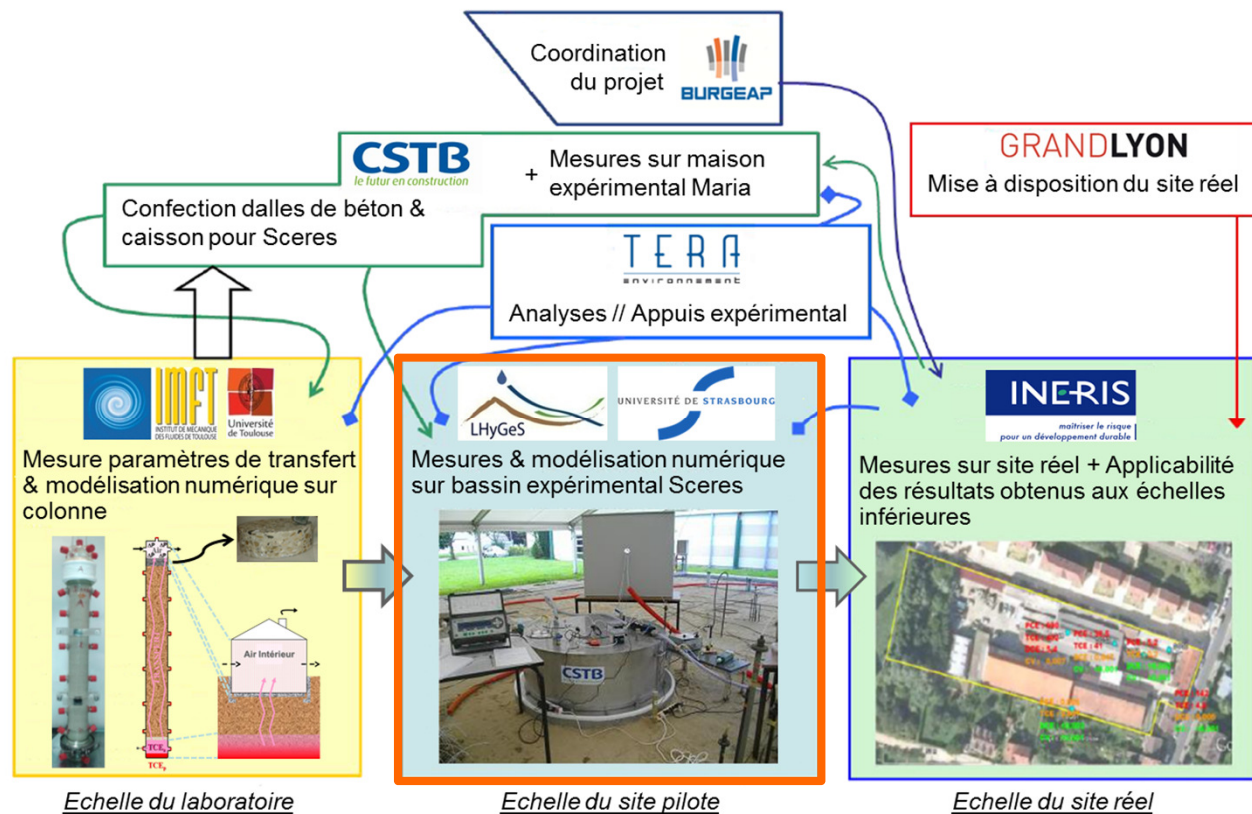 Coordination
du projet
BURGEAP
CSTB
le futur en construction
+ Mesures sur maison
expérimental Maria
Confection dalles de béton &
caisson pour Sceres
GRANDLYON
Mise à disposition du site réel
TERA
environnement
Analyses // Appuis expérimental
IMFT
INSTITUT DE MECANIQUE
DES FLUIDES DE TOULOUSE
Université
de Toulouse
Mesure paramètres de transfert
& modélisation numérique sur
colonne
Air Intérieur
TCE
TCE
LHyGeS
UNIVERSITÉ DE STRASBOURG
Mesures & modélisation numérique
sur bassin expérimental Sceres
CSTB
INE-RIS
maîtriser le risque
pour un développement durable
Mesures sur site réel + Applicabilité
des résultats obtenus aux échelles
inférieures
Echelle du laboratoire
Echelle du site pilote
Echelle du site réel